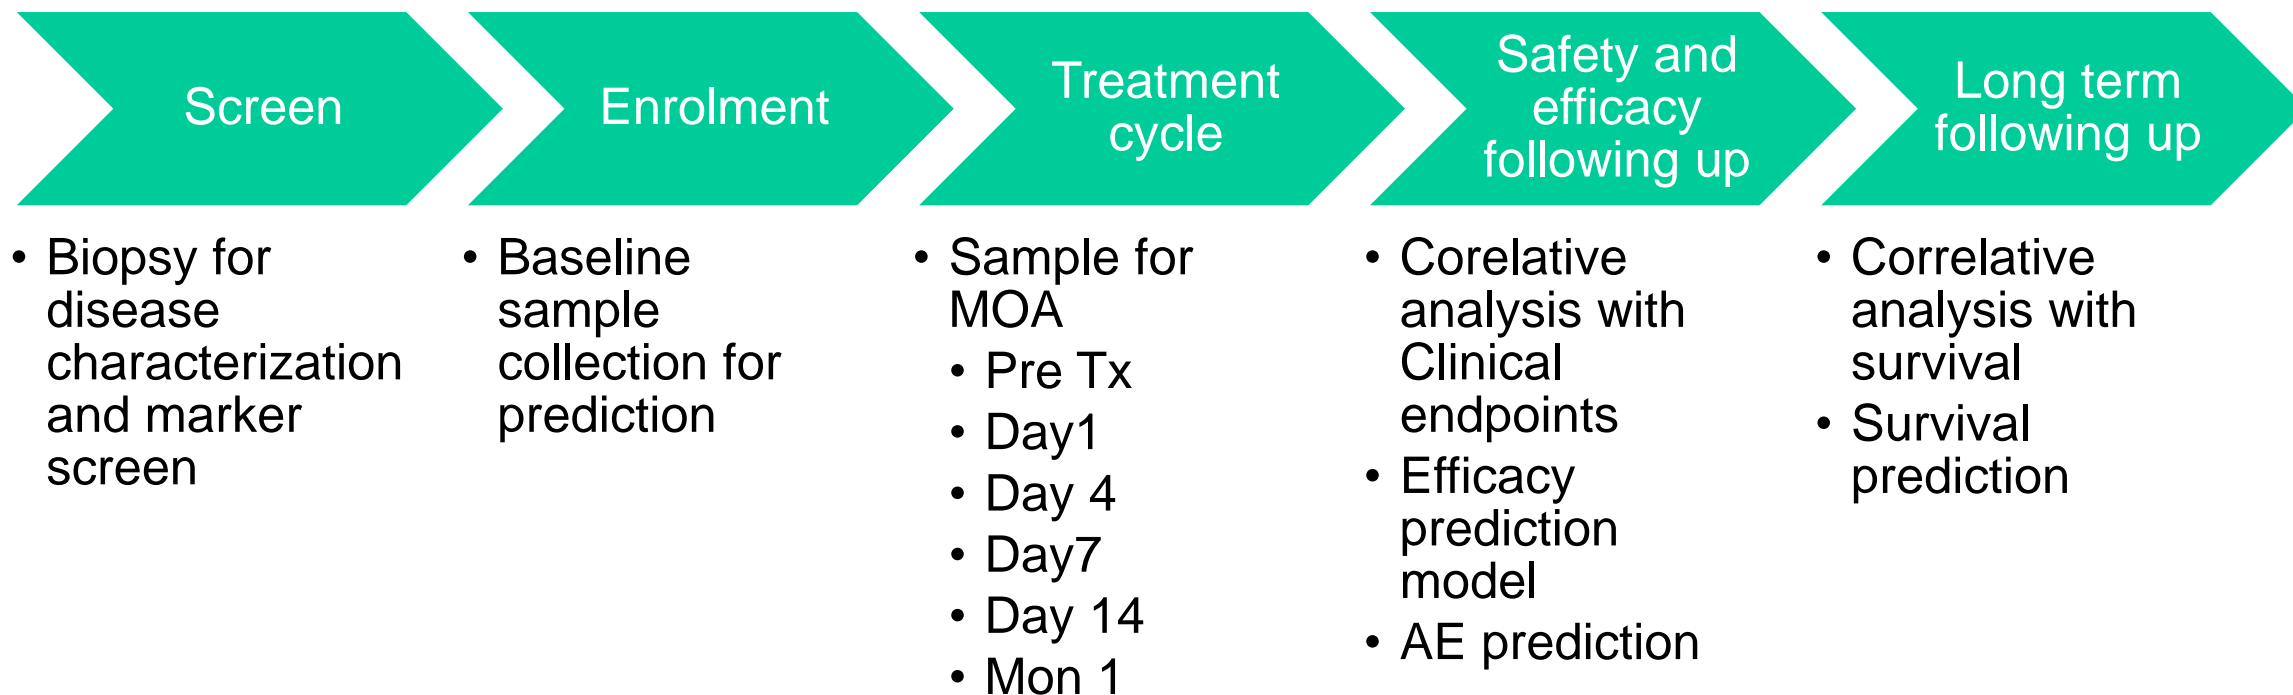 Screen
Enrolment
Treatment
cycle
Safety and
efficacy
following up
Long term
following up
• Biopsy for
disease
characterization
and marker
screen
• Baseline
sample
collection for
prediction
• Sample for
MOA
• Pre Tx
• Day1
• Day 4
• Day7
• Day 14
• Mon 1
• Corelative
analysis with
Clinical
endpoints
• Efficacy
prediction
model
• AE prediction
• Correlative
analysis with
survival
• Survival
prediction